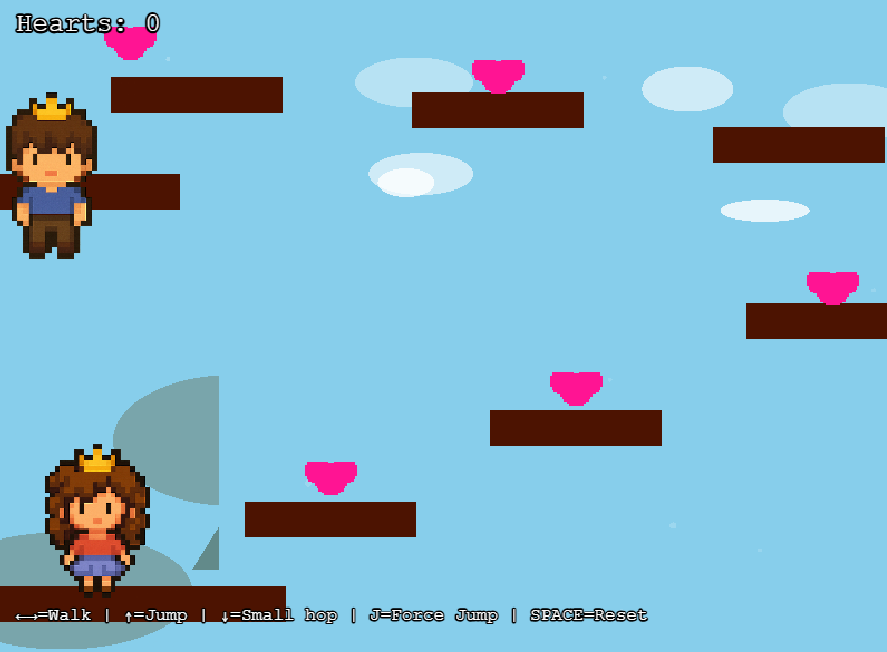 Hearts: 0
←→=Walk | ↑=Jump | ↓=Small hop | J=Force Jump | SPACE=Reset